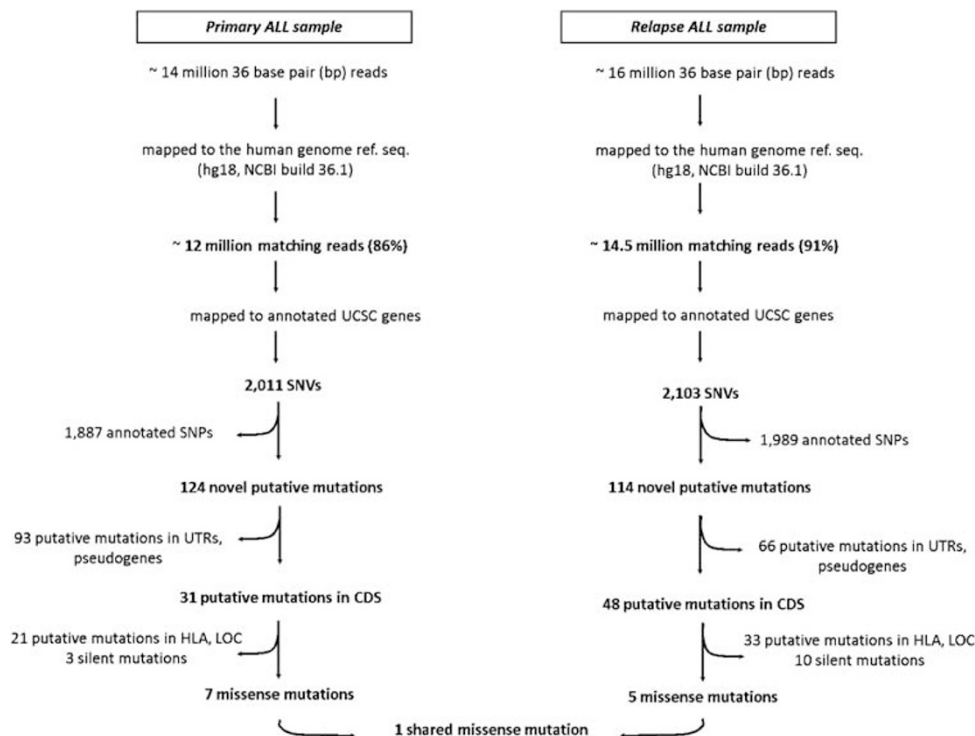 Primary ALL sample
~ 14 million 36 base pair (bp) reads
mapped to the human genome ref. seq.
(hg18, NCBI build 36.1)
~ 12 million matching reads (86%)
mapped to annotated UCSC genes
2,011 SNVs
1,887 annotated SNPs
124 novel putative mutations
93 putative mutations in UTRs,
pseudogenes
31 putative mutations in CDS
21 putative mutations in HLA, LOC
3 silent mutations
7 missense mutations
Relapse ALL sample
~ 16 million 36 base pair (bp) reads
mapped to the human genome ref. seq.
(hg18, NCBI build 36.1)
~ 14.5 million matching reads (91%)
mapped to annotated UCSC genes
2,103 SNVs
1,989 annotated SNPs
114 novel putative mutations
66 putative mutations in UTRs,
pseudogenes
48 putative mutations in CDS
33 putative mutations in HLA, LOC
10 silent mutations
5 missense mutations
1 shared missense mutation